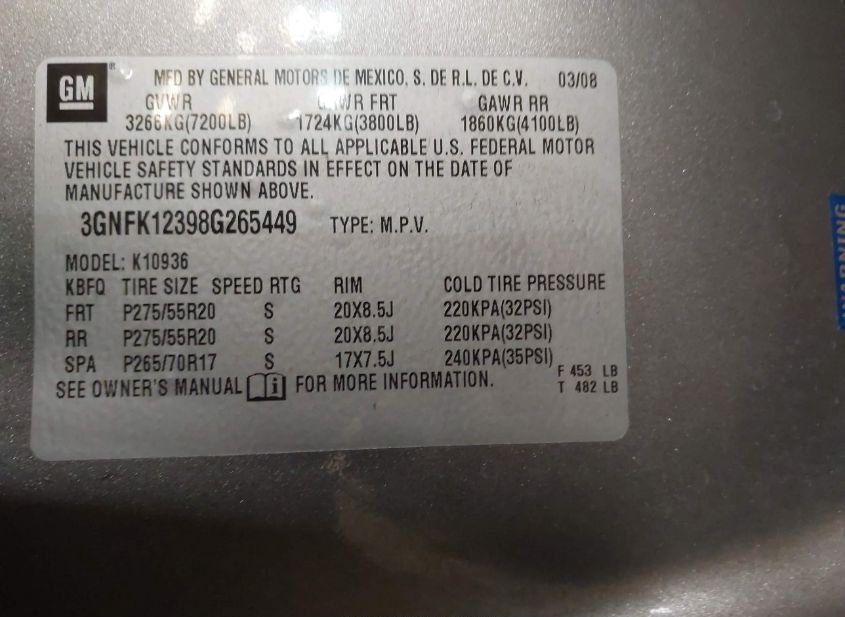 GM
MFD BY GENERAL MOTORS DE MEXICO, S. DE R.L. DE C.V. 03/08
GVWR GAWR FRT GAWR RR
3266KG(7200LB) 1724KG(3800LB) 1860KG(4100LB)
THIS VEHICLE CONFORMS TO ALL APPLICABLE U.S. FEDERAL MOTOR
VEHICLE SAFETY STANDARDS IN EFFECT ON THE DATE OF
MANUFACTURE SHOWN ABOVE.
3GNFK12398G265449 TYPE: M.P.V.
MODEL: K10936
KBFQ TIRE SIZE SPEED RTG RIM COLD TIRE PRESSURE
FRT P275/55R20 S 20X8.5J 220KPA(32PSI)
RR P275/55R20 S 20X8.5J 220KPA(32PSI)
SPA P265/70R17 S 17X7.5J 240KPA(35PSI)
F 453 LB
SEE OWNER'S MANUAL i FOR MORE INFORMATION.
T 482 LB
WARNING